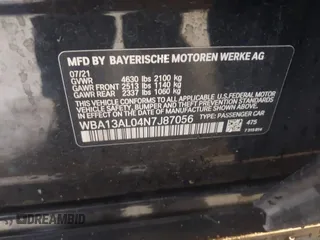 MFD BY BAYERISCHE MOTOREN WERKE AG
07/21
GVWR 4630 lbs 2100 kg
GAWR FRONT 2513 lbs 1140 kg
GAWR REAR 2337 lbs 1060 kg
THIS VEHICLE CONFORMS TO ALL APPLICABLE
U.S. FEDERAL MOTOR VEHICLE SAFETY, BUMPER AND
THEFT PREVENTION STANDARDS IN EFFECT ON THE
DATE OF MANUFACTURE SHOWN ABOVE.
WBA13AL04N7J87056
TYPE: PASSENGER CAR
475
DREAMBID